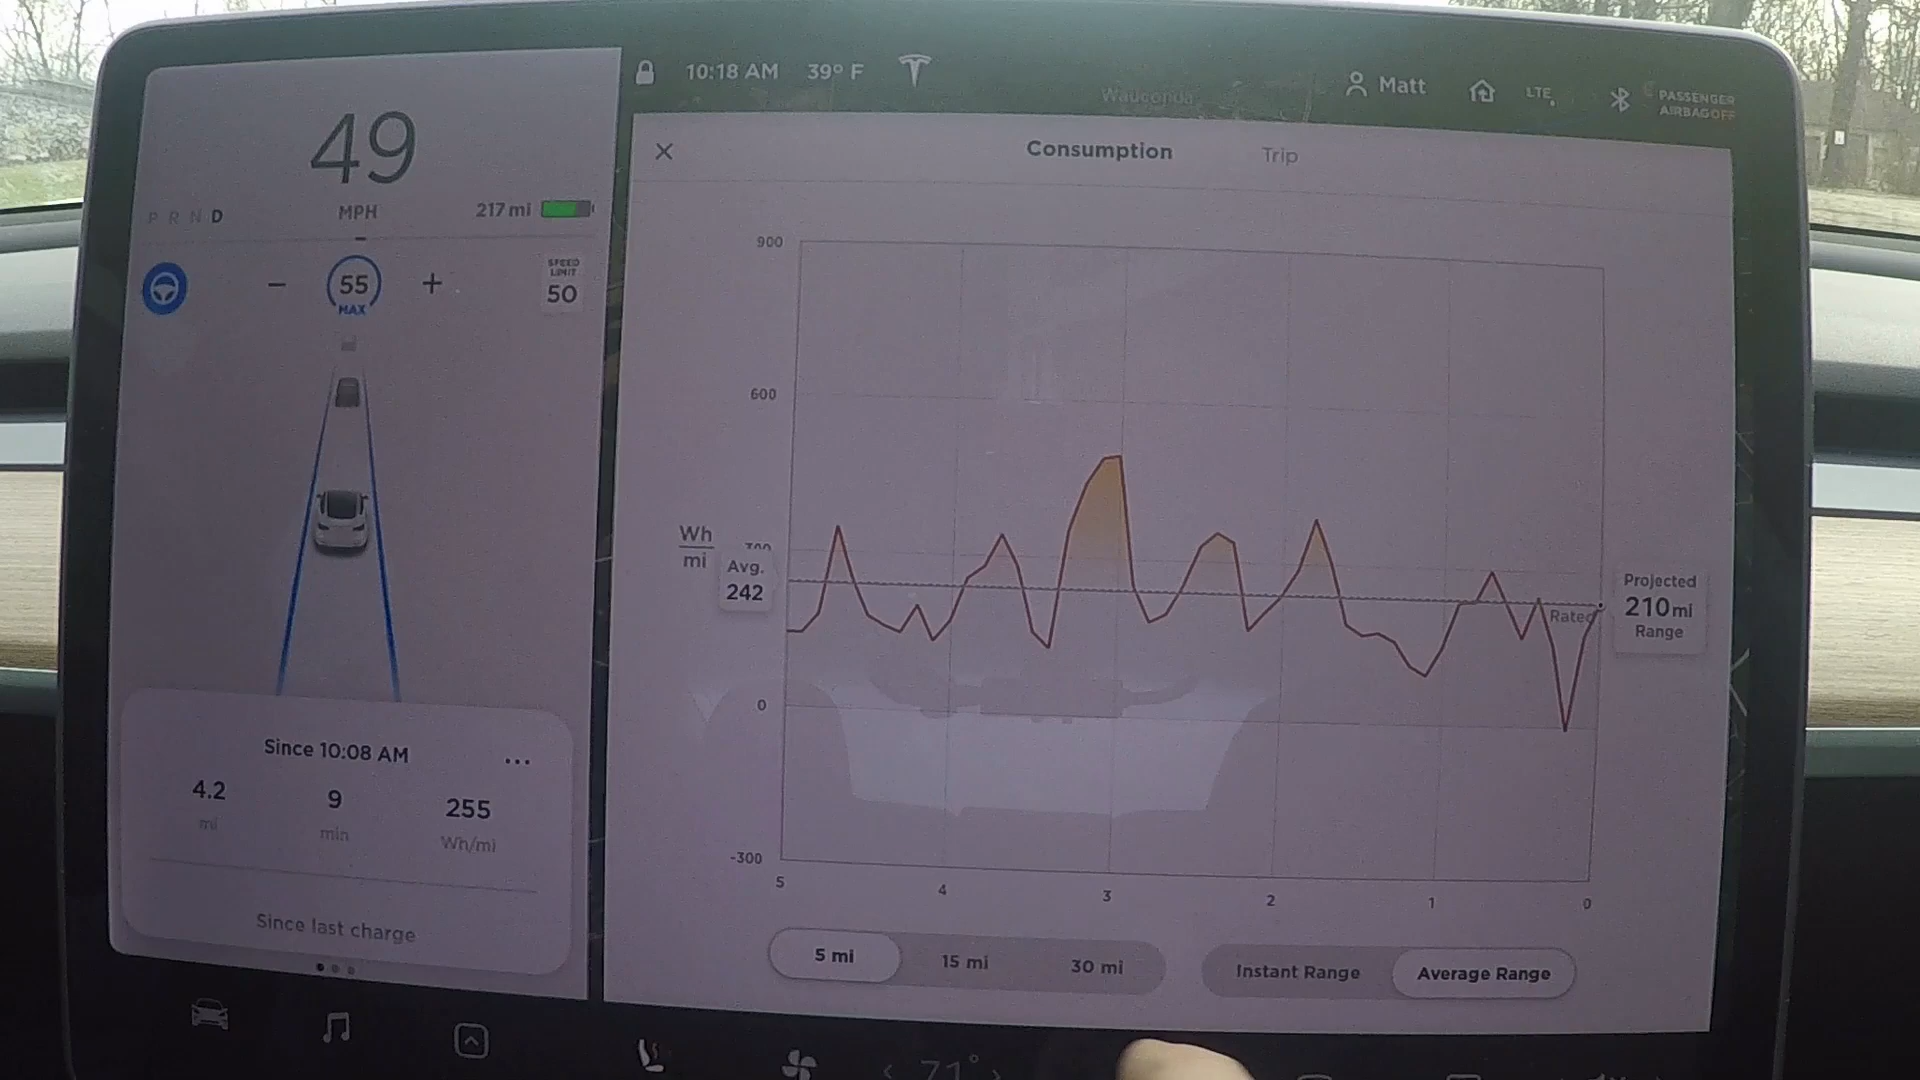 10:18 AM 39° F
Wauconda
Matt
LTE
PASSENGER
AIRBAG OFF
49
MPH
P R N D
217 mi
55
MAX
SPEED
LIMIT
50
Since 10:08 AM
4.2 9 255
mi min Wh/mi
Since last charge
× Consumption Trip
900
600
300
0
-300
Wh
mi
Avg.
242
Rated
Projected
210 mi
Range
5 4 3 2 1 0
5 mi 15 mi 30 mi
Instant Range Average Range
< 71° >